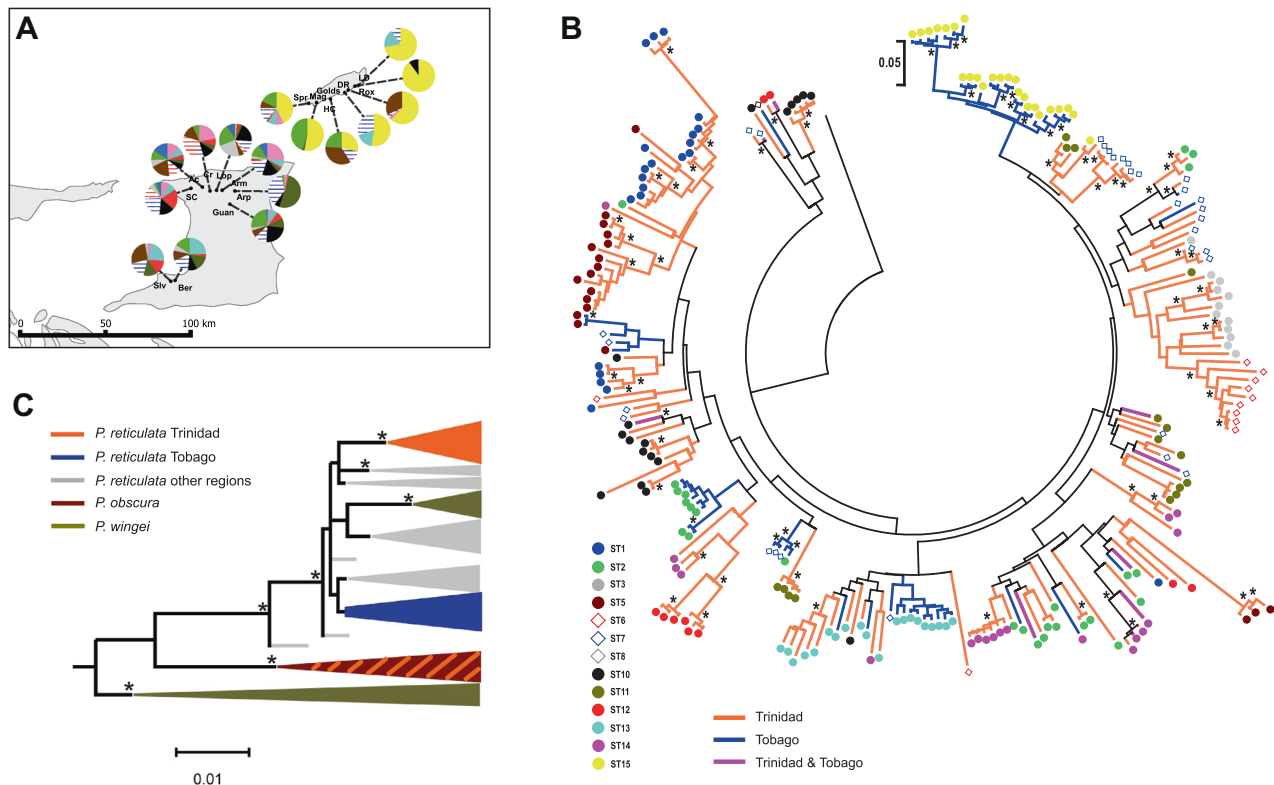 A
LD
DR
Rox
Golds
Spr
Mag
HC
Cr
Lop
Ac
Arm
SC
Arp
Guan
Slv
Ber
0
50
100 km
B
0.05
*
ST1
ST2
ST3
ST5
ST6
ST7
ST8
ST10
ST11
ST12
ST13
ST14
ST15
Trinidad
Tobago
Trinidad & Tobago
C
P. reticulata Trinidad
P. reticulata Tobago
P. reticulata other regions
P. obscura
P. wingei
*
*
*
*
*
*
*
0.01